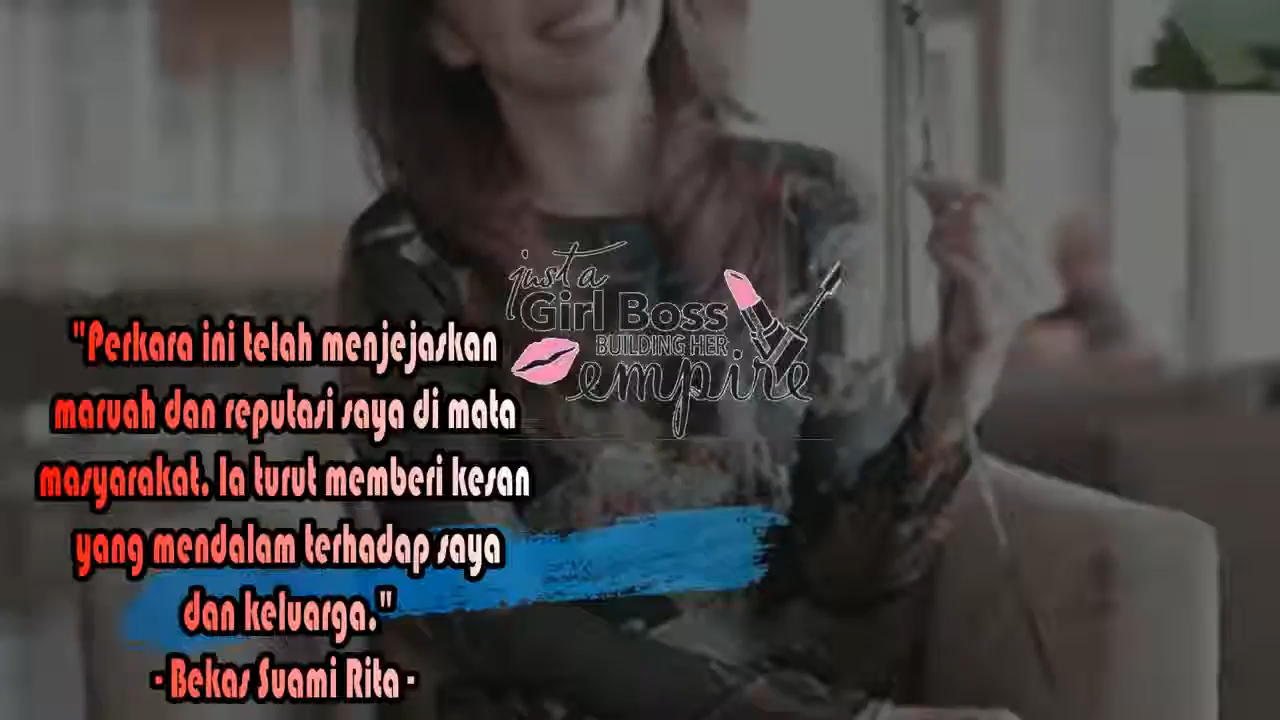 just a
Girl Boss
BUILDING HER
empire
"Perkara ini telah menjejaskan
maruah dan reputasi saya di mata
masyarakat. Ia turut memberi kesan
yang mendalam terhadap saya
dan keluarga."
- Bekas Suami Rita -